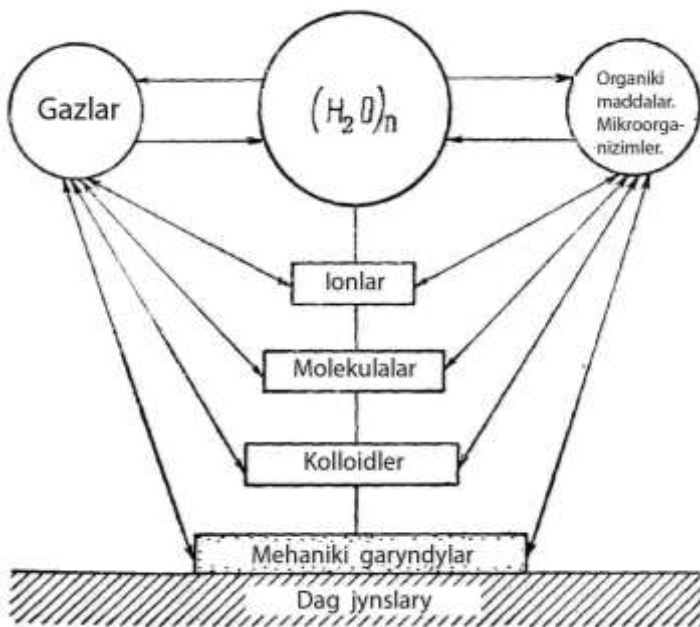 Gazlar
(H₂O)n
Organiki
maddalar.
Mikroorga-
nizimler.
Ionlar
Molekulalar
Kolloidler
Mehaniki garyndylar
Dag jynslary